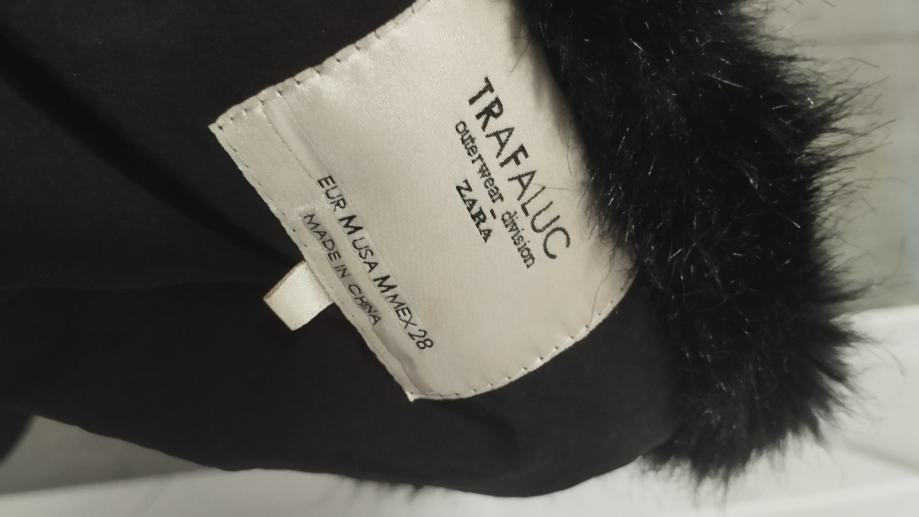 TRAFALUC
outerwear_division
ZARA
EUR M USA M MEX 28
MADE IN CHINA